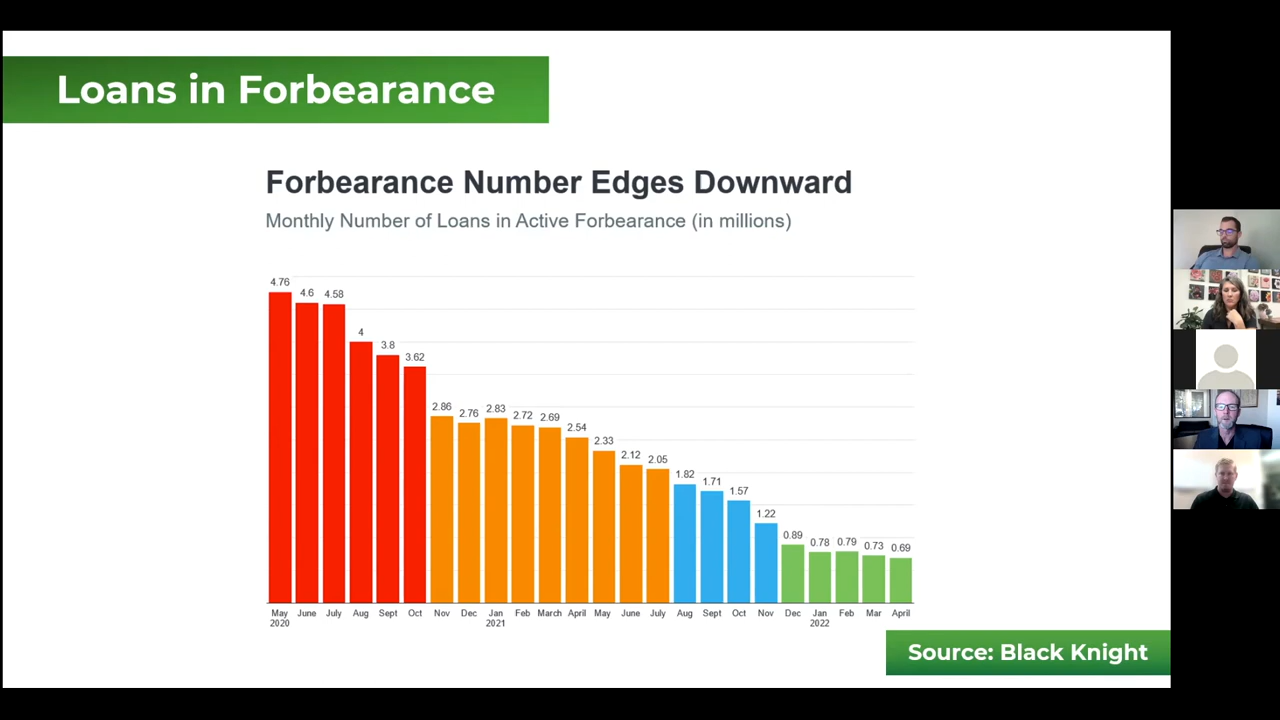 Loans in Forbearance
Forbearance Number Edges Downward
Monthly Number of Loans in Active Forbearance (in millions)
4.76 4.6 4.58 4 3.8 3.62 2.86 2.76 2.83 2.72 2.69 2.54 2.33 2.12 2.05 1.82 1.71 1.57 1.22 0.89 0.78 0.79 0.73 0.69
May June July Aug Sept Oct Nov Dec Jan Feb March April May June July Aug Sept Oct Nov Dec Jan Feb Mar April
2020 2021 2022
Source: Black Knight